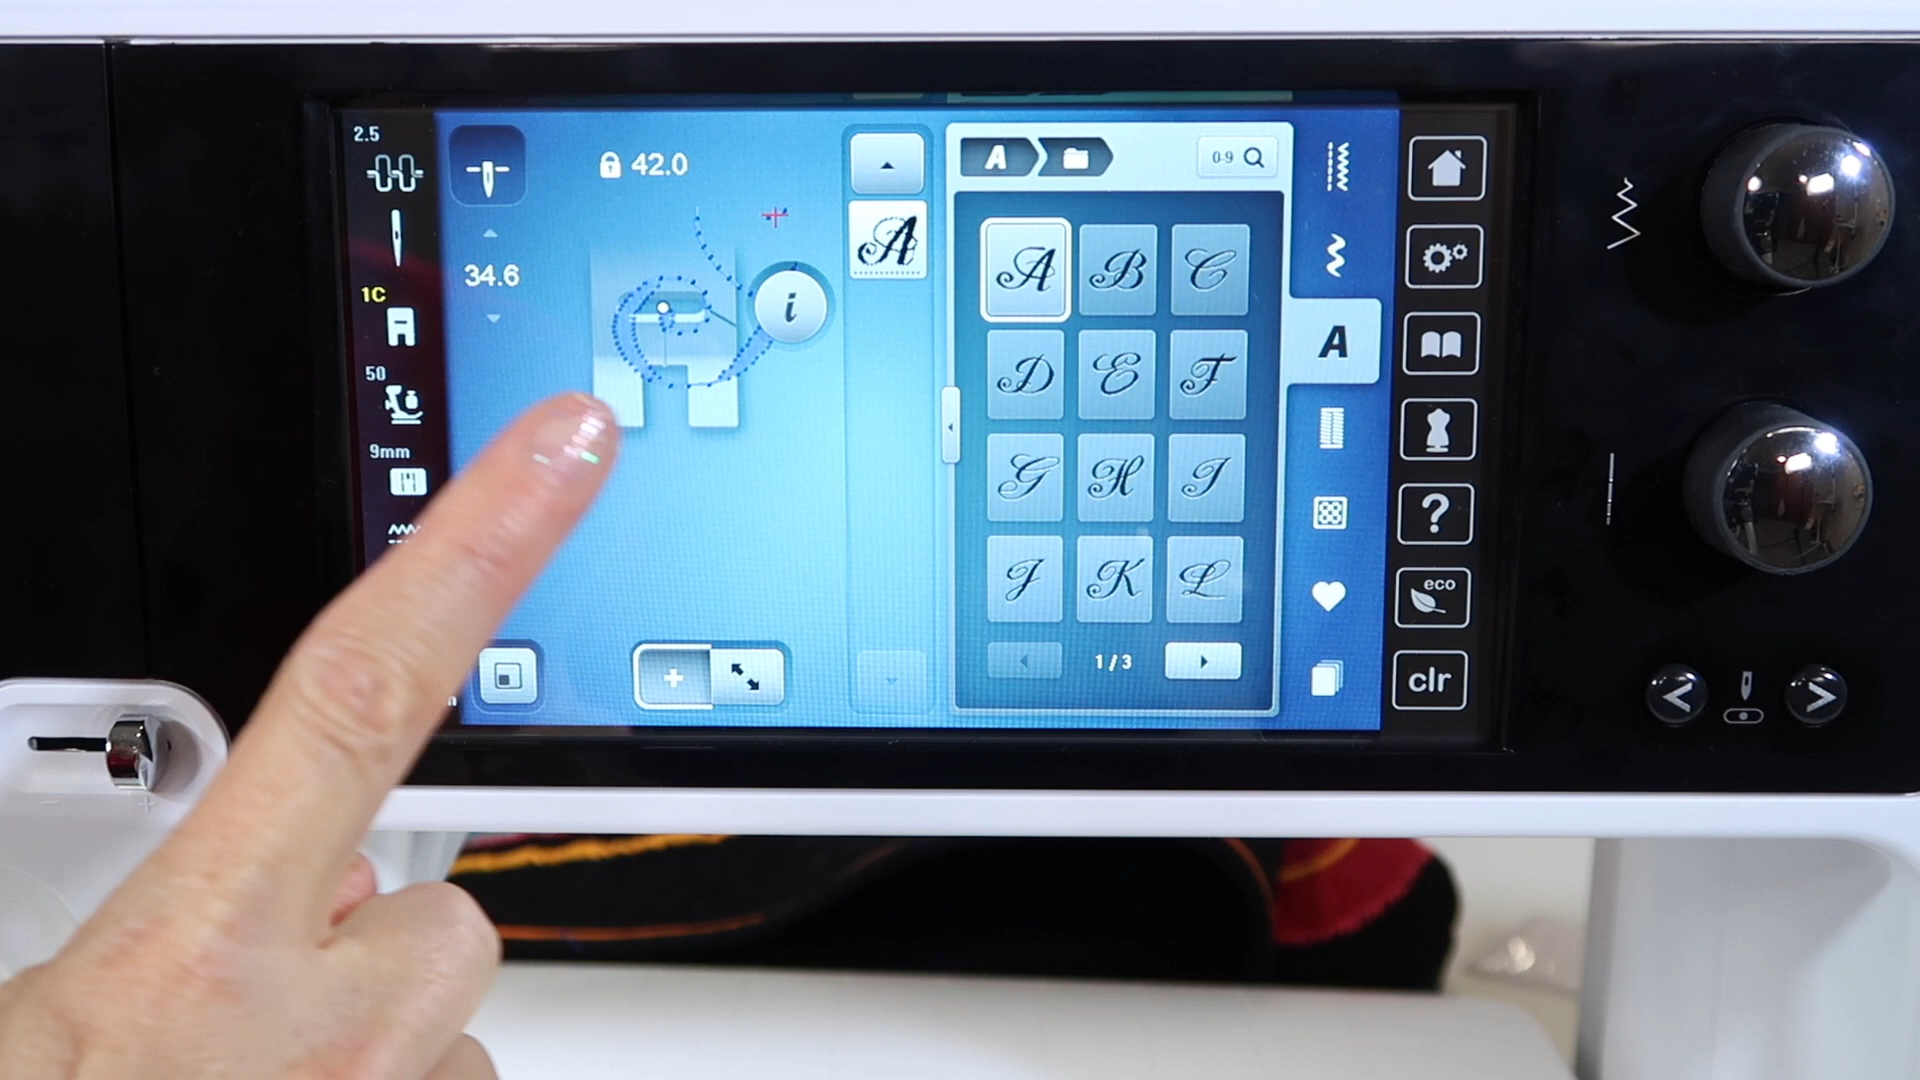 2.5
42.0
34.6
1C
50
9mm
A
0-9
A
i
A B C
D E F
G H I
J K L
1/3
A
?
eco
clr
- +